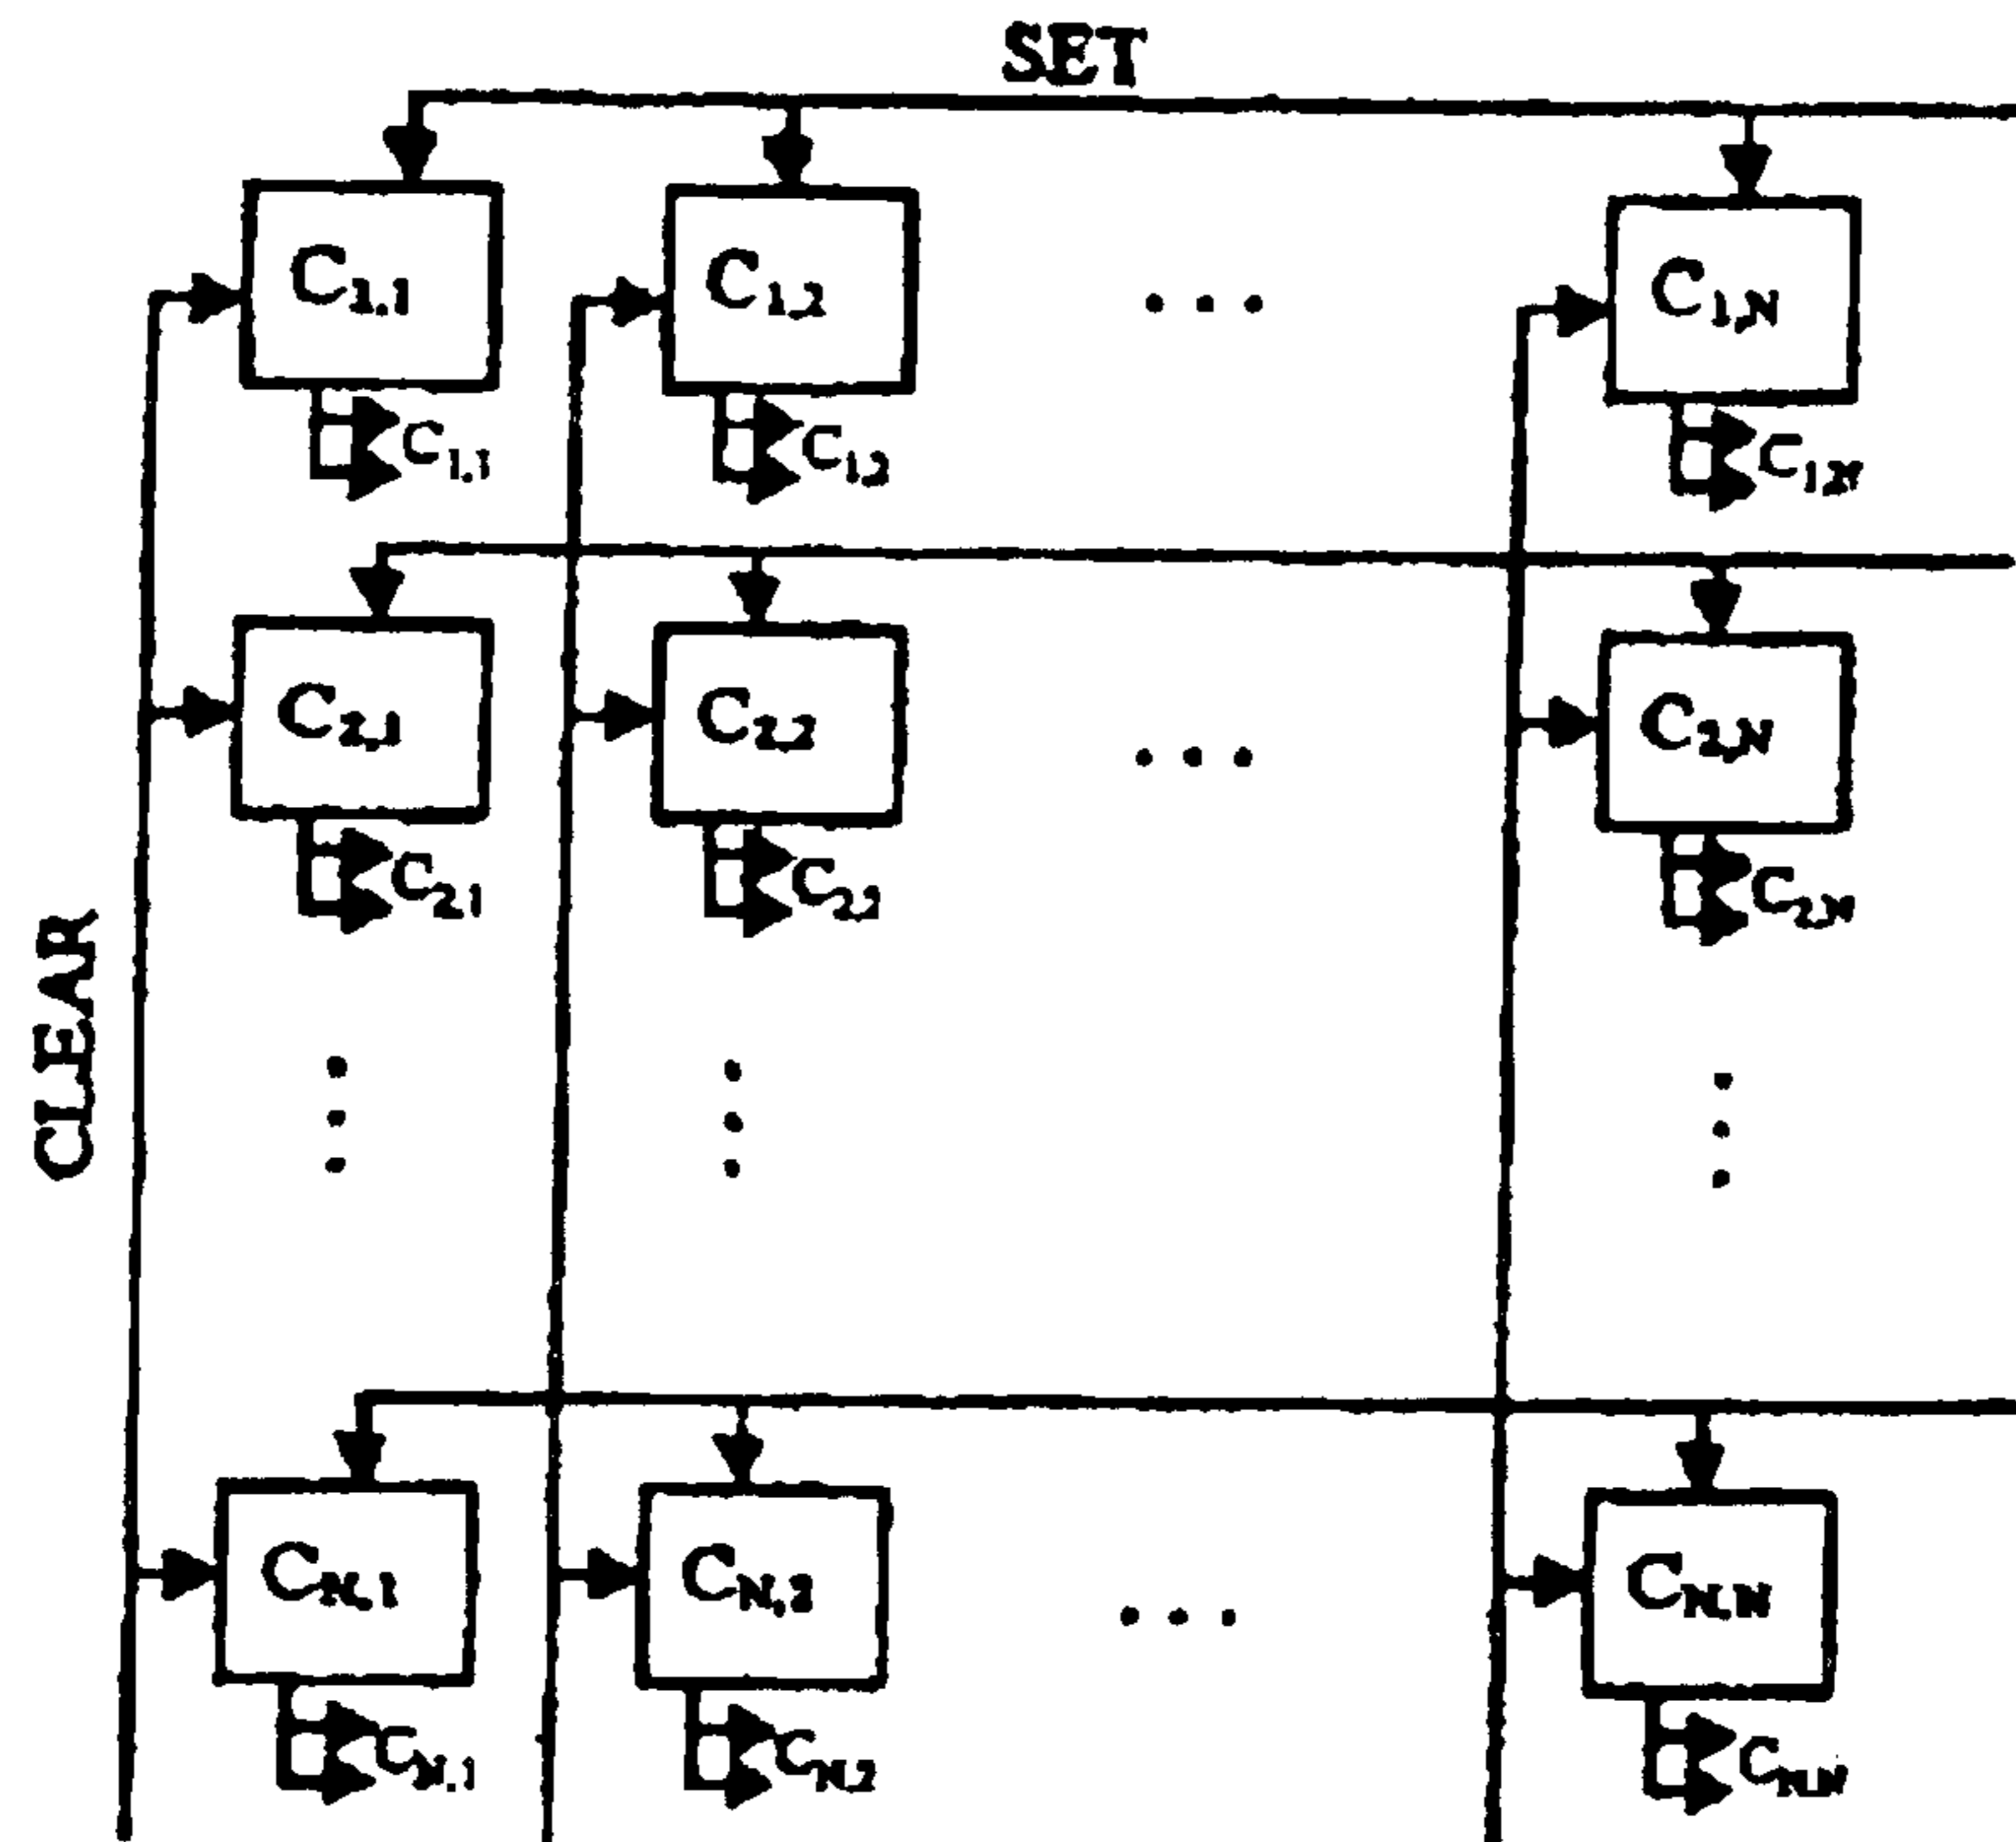 SET
C1,1 C1,2 . . . C1,N
C1,1 C1,2 C1,N
C2,1 C2,2 . . . C2,N
C2,1 C2,2 C2,N
CLEAR
CN,1 CN,2 . . . CN,N
CN,1 CN,2 CN,N